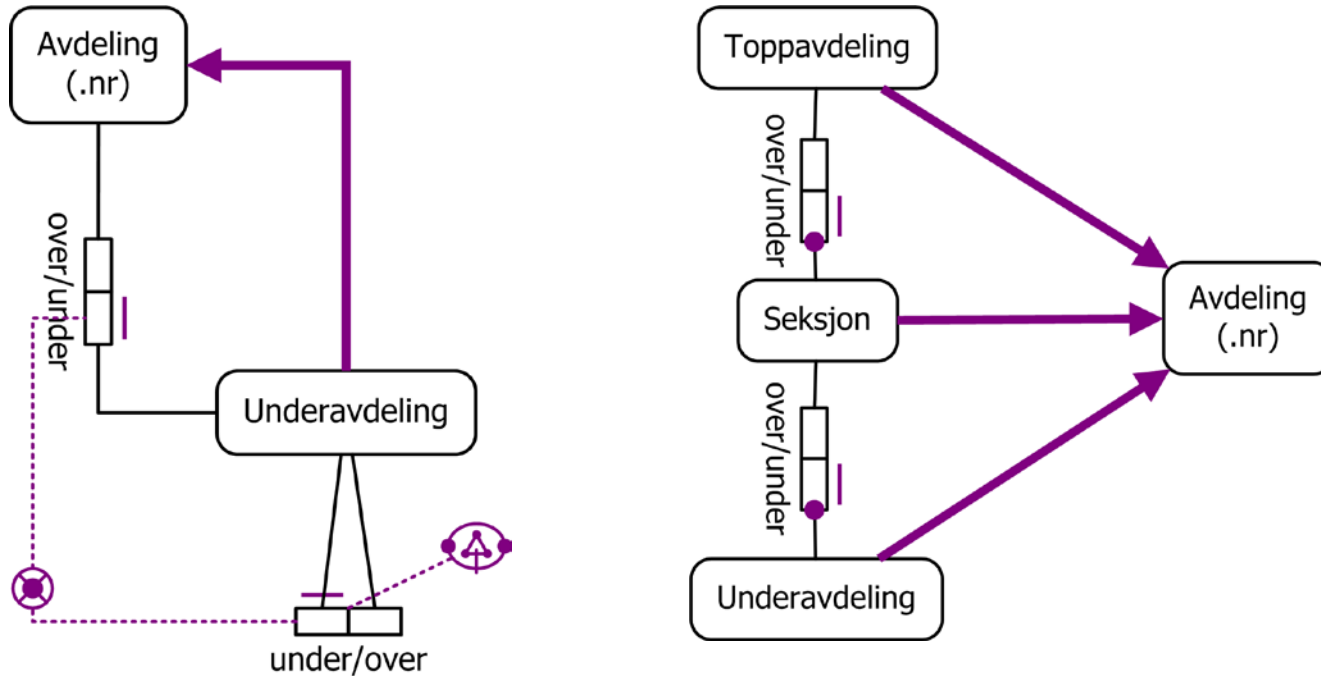 Avdeling
(.nr)
over/under
Underavdeling
under/over
Toppavdeling
over/under
Seksjon
Avdeling
(.nr)
over/under
Underavdeling